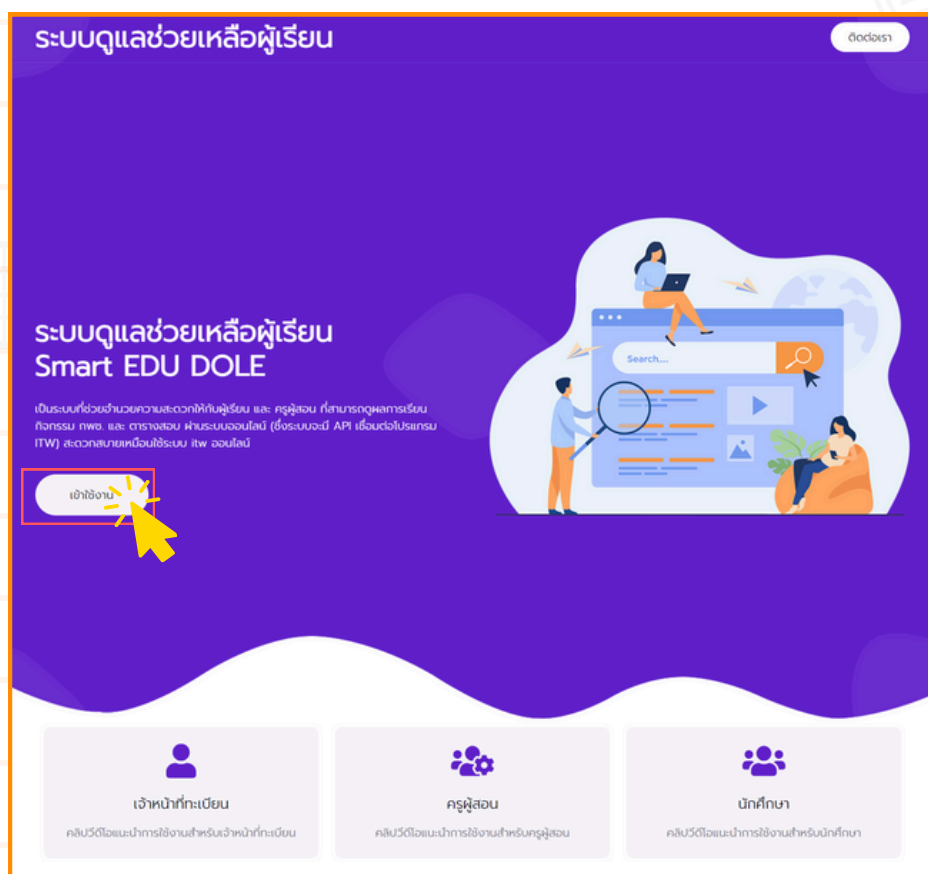 ระบบดูแลช่วยเหลือผู้เรียน
ติดต่อเรา
ระบบดูแลช่วยเหลือผู้เรียน
Smart EDU DOLE
เป็นระบบที่ช่วยอำนวยความสะดวกให้กับผู้เรียน และ ครูผู้สอน ที่สามารถดูผลการเรียน
กิจกรรม กพช. และ ตารางสอบ ผ่านระบบออนไลน์ (ซึ่งระบบจะมี API เชื่อมต่อโปรแกรม
ITW) สะดวกสบายเหมือนใช้ระบบ itw ออนไลน์
Search....
เข้าใช้งาน
เจ้าหน้าที่ทะเบียน
คลิปวีดีโอแนะนำการใช้งานสำหรับเจ้าหน้าที่ทะเบียน
ครูผู้สอน
คลิปวีดีโอแนะนำการใช้งานสำหรับครูผู้สอน
นักศึกษา
คลิปวีดีโอแนะนำการใช้งานสำหรับนักศึกษา